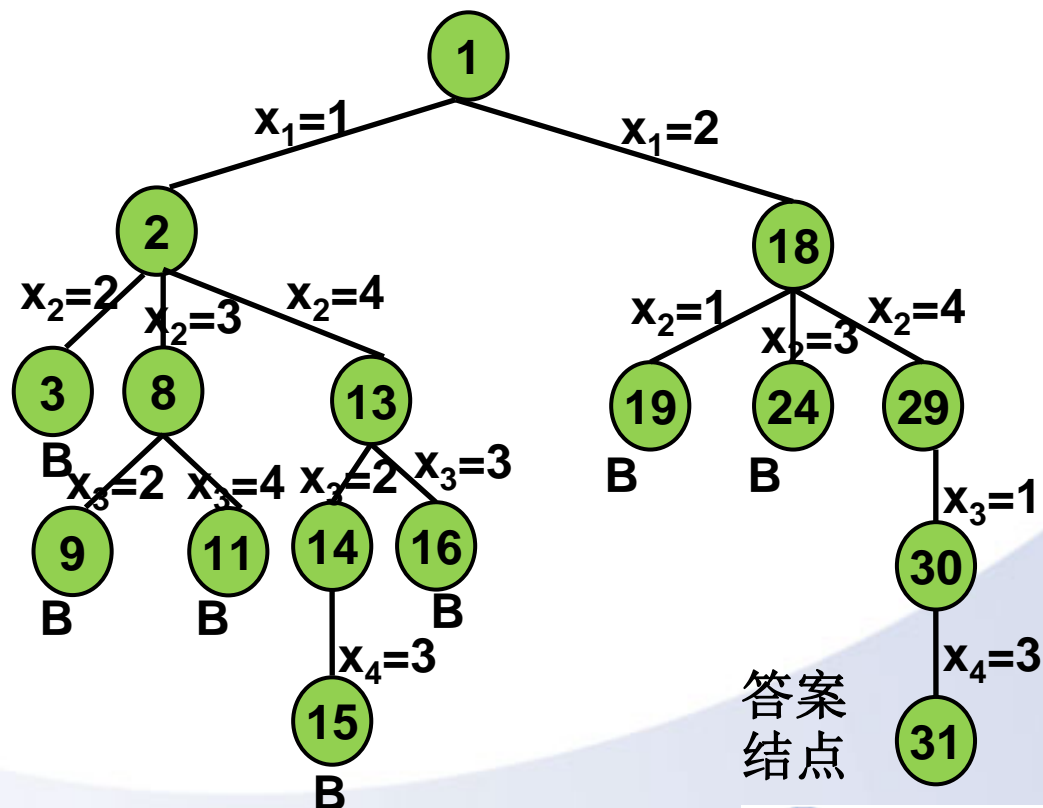 1
x₁=1
x₁=2
2
18
x₂=2
x₂=3
x₂=4
x₂=1
x₂=3
x₂=4
3
8
13
19
24
29
B
B
B
x₃=2
x₃=4
x₃=2
x₃=3
x₃=1
9
11
14
16
30
B
B
B
x₄=3
x₄=3
15
答案
结点
31
B